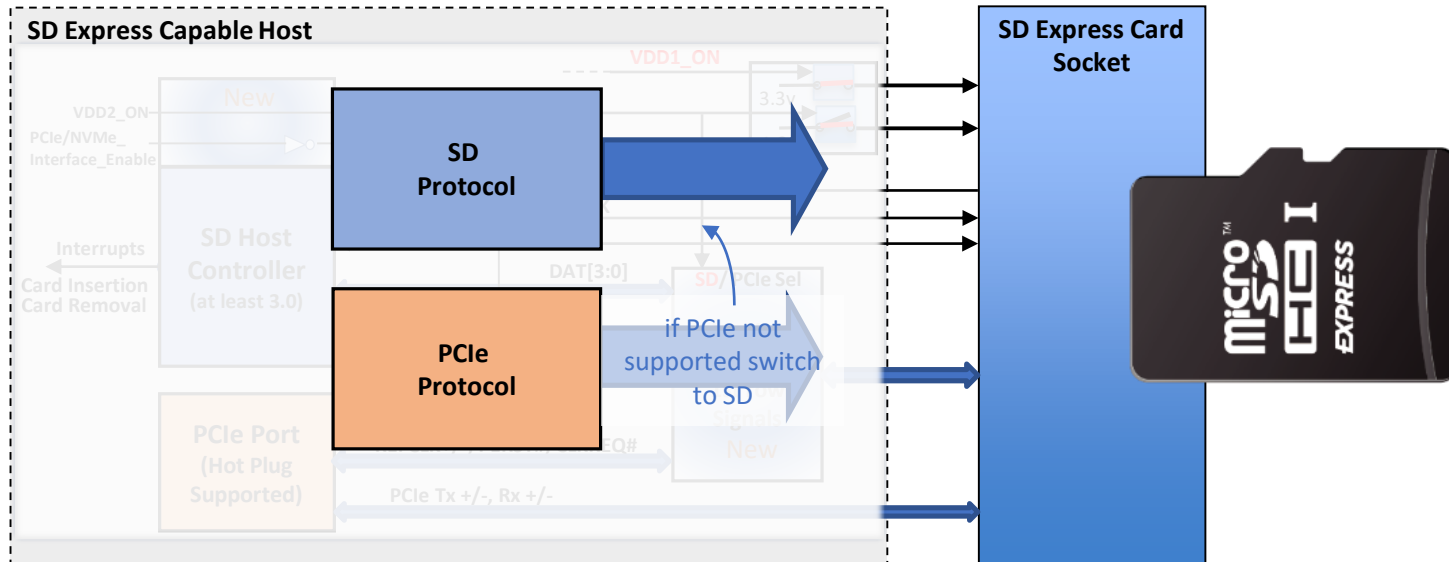 SD Express Capable Host
SD Express Card
Socket
VDD1_ON
New
3.3v
VDD2_ON
PCIe/NVMe_
Interface_Enable
SD
Protocol
SD Host
Controller
(at least 3.0)
Interrupts
Card Insertion
Card Removal
DAT[3:0]
SD/PCIe Sel
PCIe
Protocol
if PCIe not
supported switch
to SD
Signals
New
PCIe Port
(Hot Plug
Supported)
EQ#
PCIe Tx +/-, Rx +/-
micro
SD
HC I
EXPRESS
TM